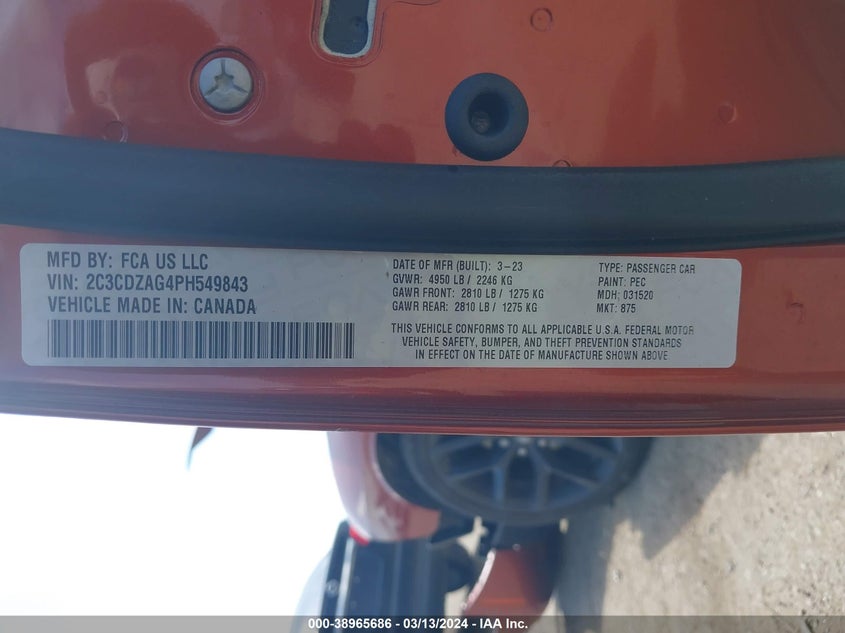 MFD BY: FCA US LLC
VIN: 2C3CDZAG4PH549843
VEHICLE MADE IN: CANADA
DATE OF MFR (BUILT): 3-23
GVWR: 4950 LB / 2246 KG
GAWR FRONT: 2810 LB / 1275 KG
GAWR REAR: 2810 LB / 1275 KG
TYPE: PASSENGER CAR
PAINT: PEC
MDH: 031520
MKT: 875
THIS VEHICLE CONFORMS TO ALL APPLICABLE U.S.A. FEDERAL MOTOR
VEHICLE SAFETY, BUMPER, AND THEFT PREVENTION STANDARDS
IN EFFECT ON THE DATE OF MANUFACTURE SHOWN ABOVE
000-38965686 - 03/13/2024 - IAA Inc.